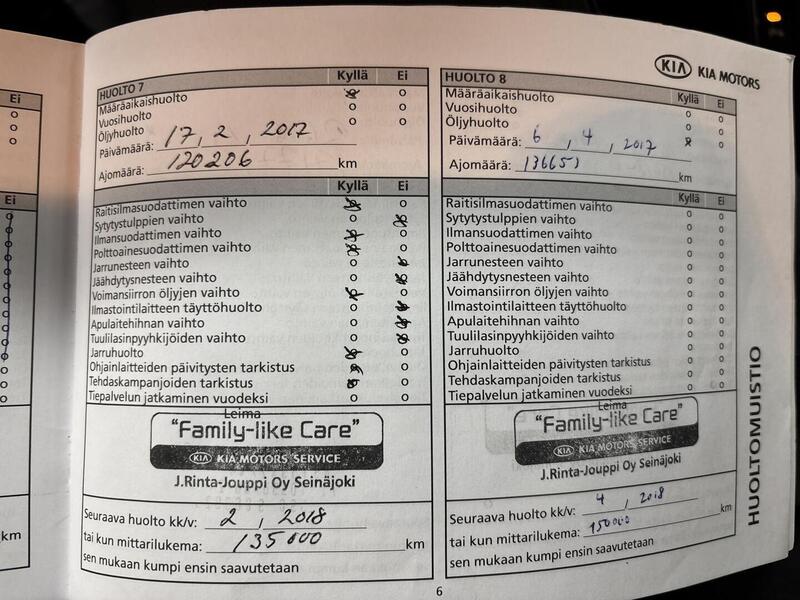 Ei
Ei
km
HUOLTO 7 Kyllä Ei
Määräaikaishuolto
Vuosihuolto
Öljyhuolto
Päivämäärä: 17, 2, 2017
Ajomäärä: 120206 km
Kyllä Ei
Raitisilmasuodattimen vaihto
Sytytystulppien vaihto
Ilmansuodattimen vaihto
Polttoainesuodattimen vaihto
Jarrunesteen vaihto
Jäähdytysnesteen vaihto
Voimansiirron öljyjen vaihto
Ilmastointilaitteen täyttöhuolto
Apulaitehihnan vaihto
Tuulilasinpyyhkijöiden vaihto
Jarruhuolto
Ohjainlaitteiden päivitysten tarkistus
Tehdaskampanjoiden tarkistus
Tiepalvelun jatkaminen vuodeksi
Leima
"Family-like Care"
KIA KIA MOTORS SERVICE
J.Rinta-Jouppi Oy Seinäjoki
Seuraava huolto kk/v: 2, 2018
tai kun mittarilukema: 135000 km
sen mukaan kumpi ensin saavutetaan
KIA KIA MOTORS
HUOLTO 8 Kyllä Ei
Määräaikaishuolto
Vuosihuolto
Öljyhuolto
Päivämäärä: 6, 4, 2017
Ajomäärä: 136651 km
Kyllä Ei
Raitisilmasuodattimen vaihto
Sytytystulppien vaihto
Ilmansuodattimen vaihto
Polttoainesuodattimen vaihto
Jarrunesteen vaihto
Jäähdytysnesteen vaihto
Voimansiirron öljyjen vaihto
Ilmastointilaitteen täyttöhuolto
Apulaitehihnan vaihto
Tuulilasinpyyhkijöiden vaihto
Jarruhuolto
Ohjainlaitteiden päivitysten tarkistus
Tehdaskampanjoiden tarkistus
Tiepalvelun jatkaminen vuodeksi
Leima
"Family-like Care"
KIA KIA MOTORS SERVICE
J.Rinta-Jouppi Oy Seinäjoki
Seuraava huolto kk/v: 4, 2018
tai kun mittarilukema: 150000 km
sen mukaan kumpi ensin saavutetaan
HUOLTOMUISTIO
6